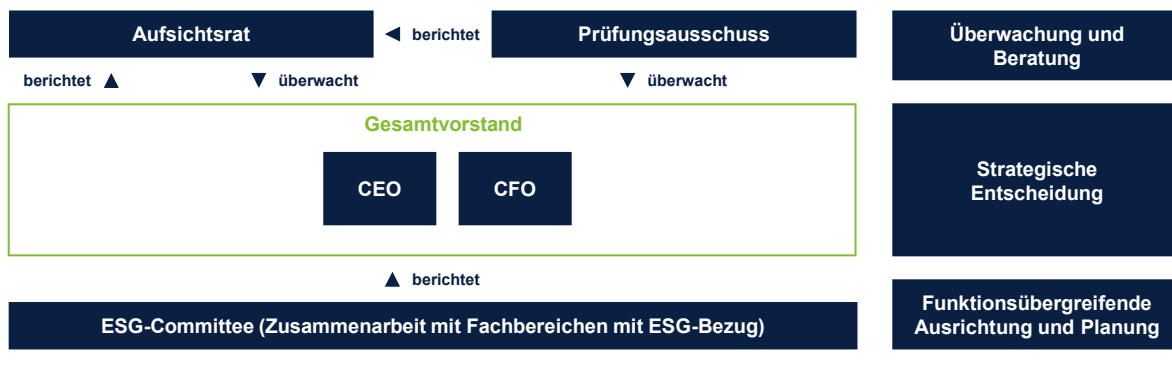 Aufsichtsrat
berichtet
Prüfungsausschuss
Überwachung und
Beratung
berichtet
überwacht
überwacht
Gesamtvorstand
CEO
CFO
Strategische
Entscheidung
berichtet
ESG-Committee (Zusammenarbeit mit Fachbereichen mit ESG-Bezug)
Funktionsübergreifende
Ausrichtung und Planung